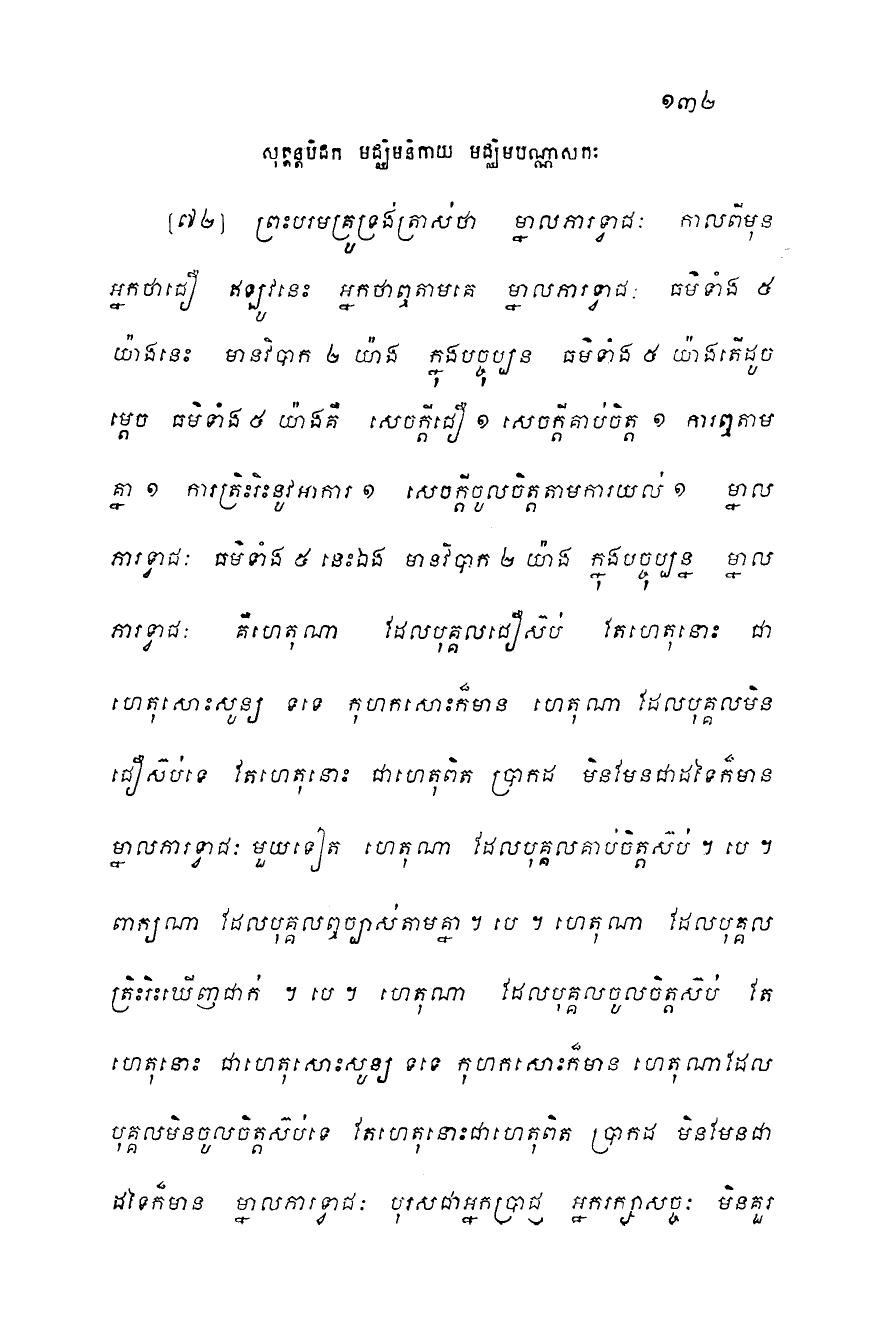 ១៣២
សុត្តន្តបិដក មជ្ឈិមនិកាយ មជ្ឈិមបណ្ណាសកៈ
[៧២] ព្រះបរមគ្រូទ្រង់ត្រាស់ថា ម្នាលភារទ្វាជៈ កាលពីមុន
អ្នកថាជឿ ឥឡូវនេះ អ្នកថាឮតាមគេ ម្នាលភារទ្វាជៈ ធម៌ទាំង ៥
យ៉ាងនេះ មានវិបាក ២ យ៉ាង ក្នុងបច្ចុប្បន ធម៌ទាំង ៥ យ៉ាងតើដូច
ម្តេច ធម៌ទាំង ៥ យ៉ាងគឺ សេចក្តីជឿ ១ សេចក្តីគាប់ចិត្ត ១ ការឮតាម
គ្នា ១ ការត្រិះរិះនូវអាការ ១ សេចក្តីចូលចិត្តតាមការយល់ ១ ម្នាល
ភារទ្វាជៈ ធម៌ទាំង ៥ នេះឯង មានវិបាក ២ យ៉ាង ក្នុងបច្ចុប្បន្ន ម្នាល
ភារទ្វាជៈ គឺហេតុណា ដែលបុគ្គលជឿស៊ប់ តែហេតុនោះ ជា
ហេតុសោះសូន្យ ទទេ កុហកសោះក៏មាន ហេតុណា ដែលបុគ្គលមិន
ជឿស៊ប់ទេ តែហេតុនោះ ជាហេតុពិត ប្រាកដ មិនមែនជាដទៃក៏មាន
ម្នាលភារទ្វាជៈ មួយទៀត ហេតុណា ដែលបុគ្គលគាប់ចិត្តស៊ប់ ។ បេ ។
ពាក្យណា ដែលបុគ្គលឮច្បាស់តាមគ្នា ។ បេ ។ ហេតុណា ដែលបុគ្គល
ត្រិះរិះឃើញជាក់ ។ បេ ។ ហេតុណា ដែលបុគ្គលចូលចិត្តស៊ប់ តែ
ហេតុនោះ ជាហេតុសោះសូន្យ ទទេ កុហកសោះក៏មាន ហេតុណាដែល
បុគ្គលមិនចូលចិត្តស៊ប់ទេ តែហេតុនោះជាហេតុពិត ប្រាកដ មិនមែនជា
ដទៃក៏មាន ម្នាលភារទ្វាជៈ បុរសជាអ្នកប្រាជ្ញ អ្នករក្សាសច្ចៈ មិនគួរ